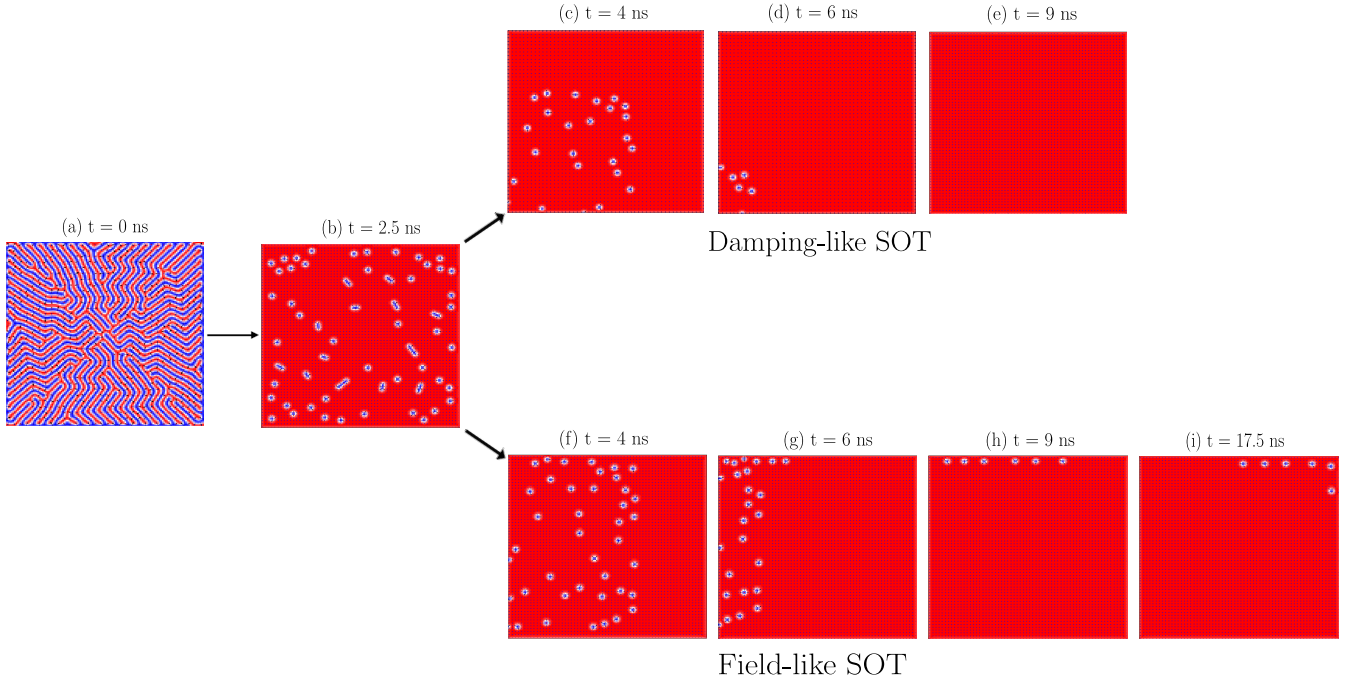 (c) t = 4 ns
(d) t = 6 ns
(e) t = 9 ns
Damping-like SOT
(a) t = 0 ns
(b) t = 2.5 ns
(f) t = 4 ns
(g) t = 6 ns
(h) t = 9 ns
(i) t = 17.5 ns
Field-like SOT